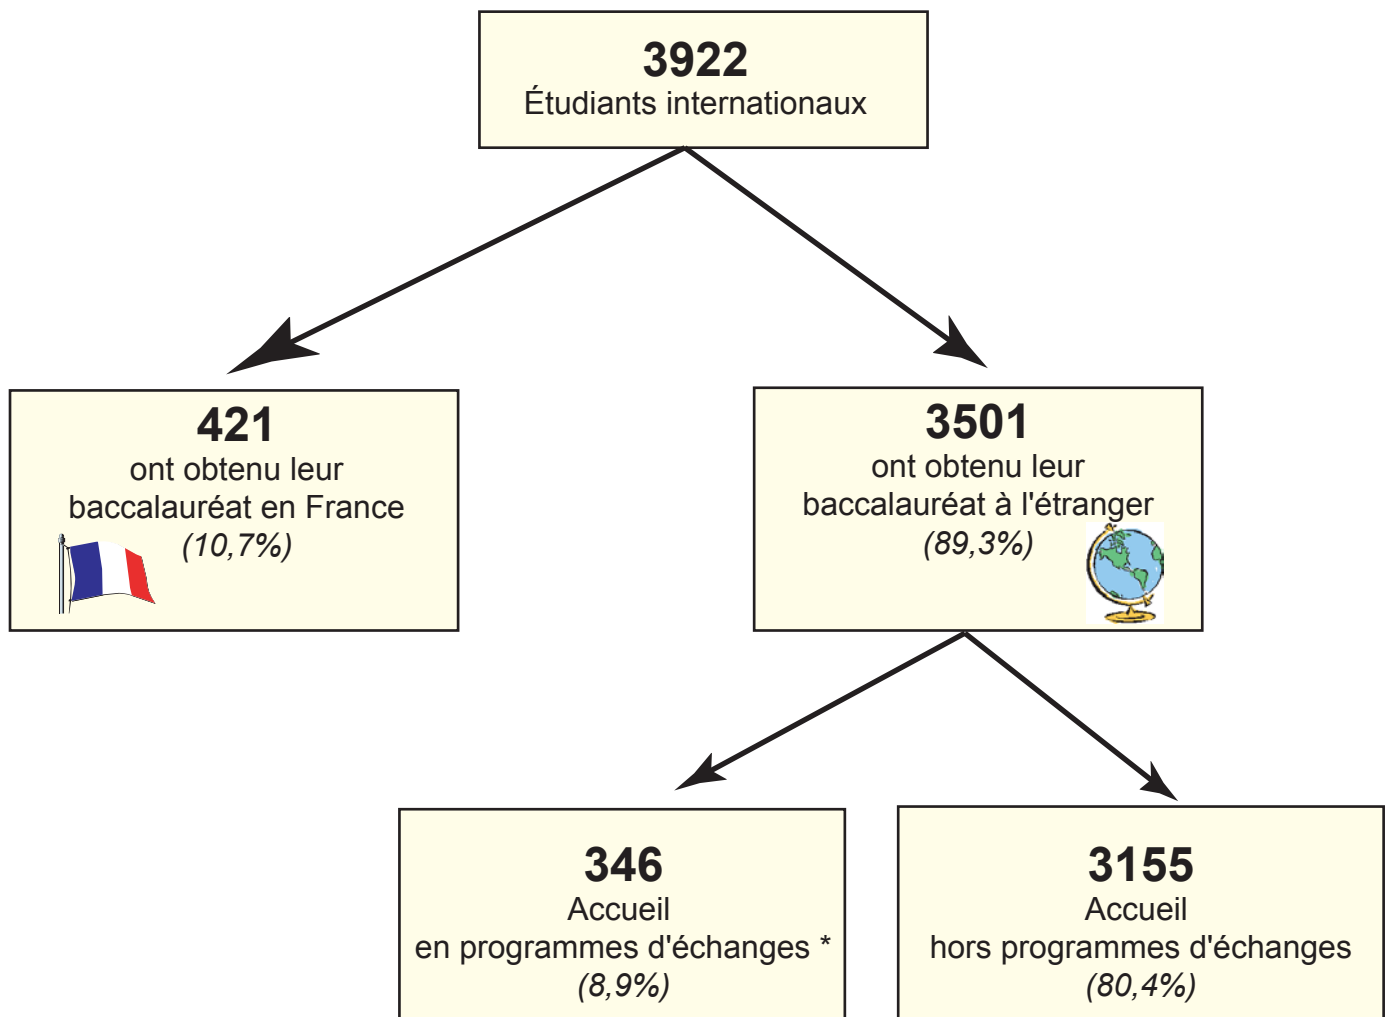 3922
Étudiants internationaux
421
ont obtenu leur
baccalauréat en France
(10,7%)
3501
ont obtenu leur
baccalauréat à l'étranger
(89,3%)
346
Accueil
en programmes d'échanges *
(8,9%)
3155
Accueil
hors programmes d'échanges
(80,4%)